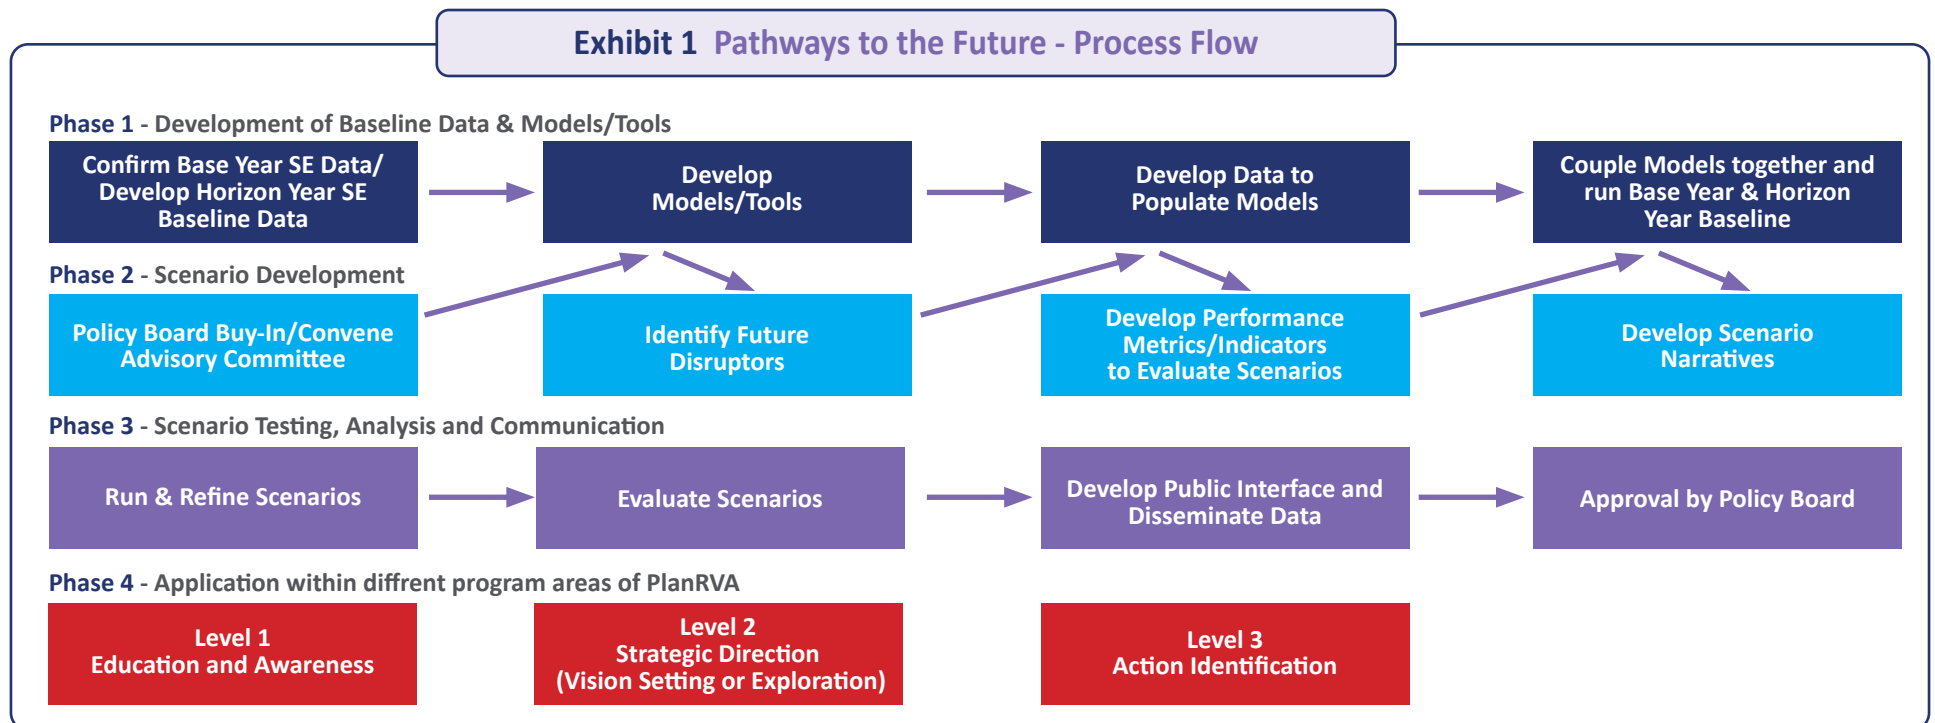 Exhibit 1 Pathways to the Future - Process Flow
Phase 1 - Development of Baseline Data & Models/Tools
Confirm Base Year SE Data/
Develop Horizon Year SE
Baseline Data
Develop
Models/Tools
Develop Data to
Populate Models
Couple Models together and
run Base Year & Horizon
Year Baseline
Phase 2 - Scenario Development
Policy Board Buy-In/Convene
Advisory Committee
Identify Future
Disruptors
Develop Performance
Metrics/Indicators
to Evaluate Scenarios
Develop Scenario
Narratives
Phase 3 - Scenario Testing, Analysis and Communication
Run & Refine Scenarios
Evaluate Scenarios
Develop Public Interface and
Disseminate Data
Approval by Policy Board
Phase 4 - Application within diffrent program areas of PlanRVA
Level 1
Education and Awareness
Level 2
Strategic Direction
(Vision Setting or Exploration)
Level 3
Action Identification